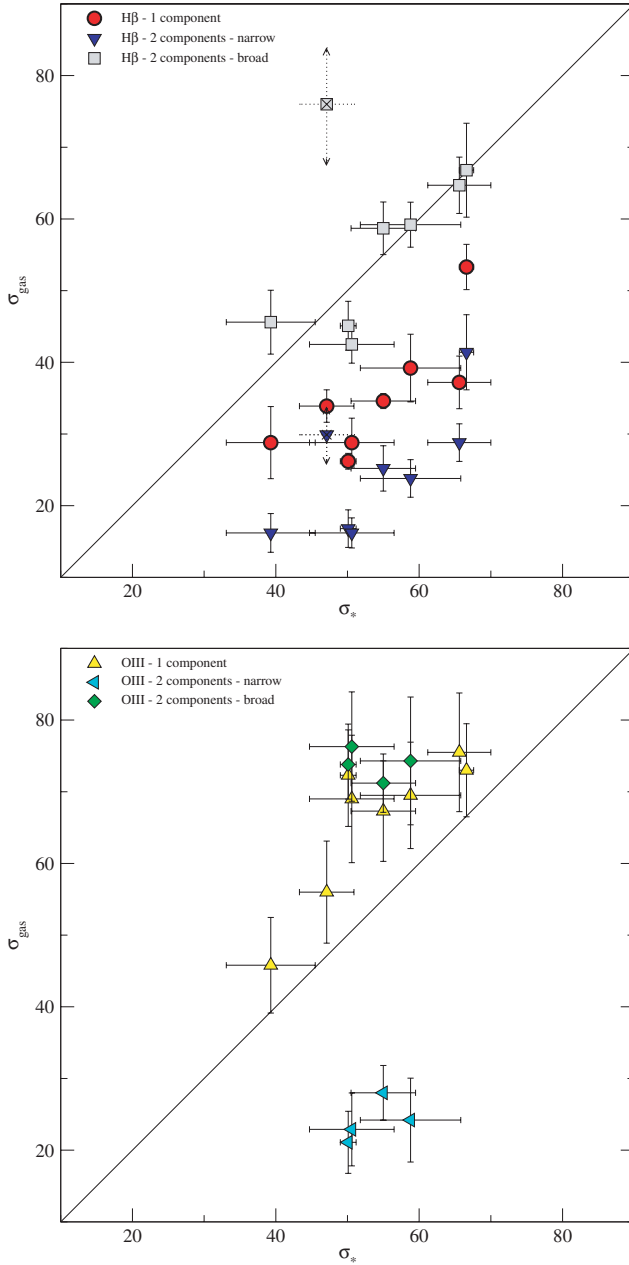 Hβ - 1 component
Hβ - 2 components - narrow
Hβ - 2 components - broad
80
60
40
20
σgas
20 40 60 80
σ*
OIII - 1 component
OIII - 2 components - narrow
OIII - 2 components - broad
80
60
40
20
σgas
20 40 60 80
σ*